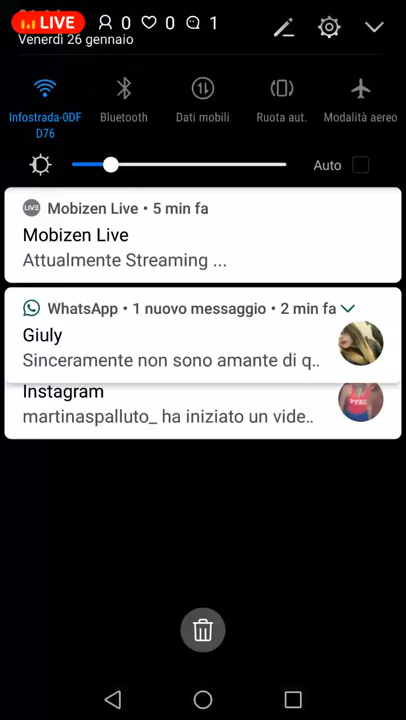 LIVE 0 0 1
Venerdì 26 gennaio
Infostrada-0DF
D76
Bluetooth
Dati mobili
Ruota aut.
Modalità aereo
Auto
LIVE Mobizen Live • 5 min fa
Mobizen Live
Attualmente Streaming ...
WhatsApp • 1 nuovo messaggio • 2 min fa
Giuly
Sinceramente non sono amante di q..
Instagram
martinaspalluto_ ha iniziato un vide..